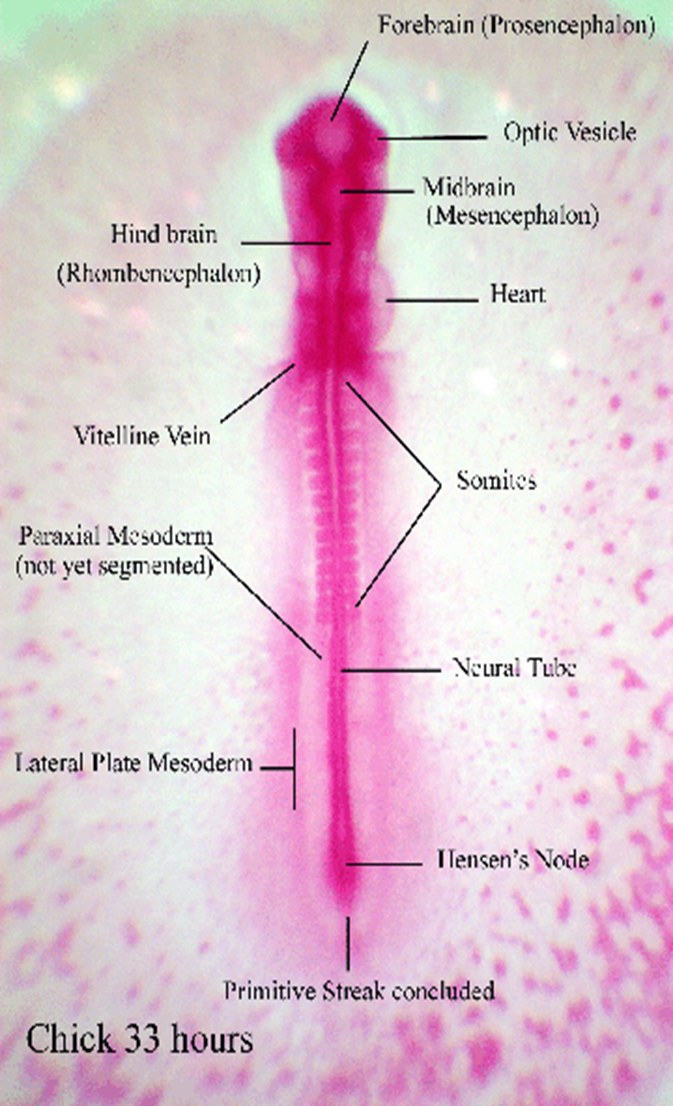 Forebrain (Prosencephalon)
Optic Vesicle
Midbrain
(Mesencephalon)
Hind brain
(Rhombencephalon)
Heart
Vitelline Vein
Somites
Paraxial Mesoderm
(not yet segmented)
Neural Tube
Lateral Plate Mesoderm
Hensen's Node
Primitive Streak concluded
Chick 33 hours